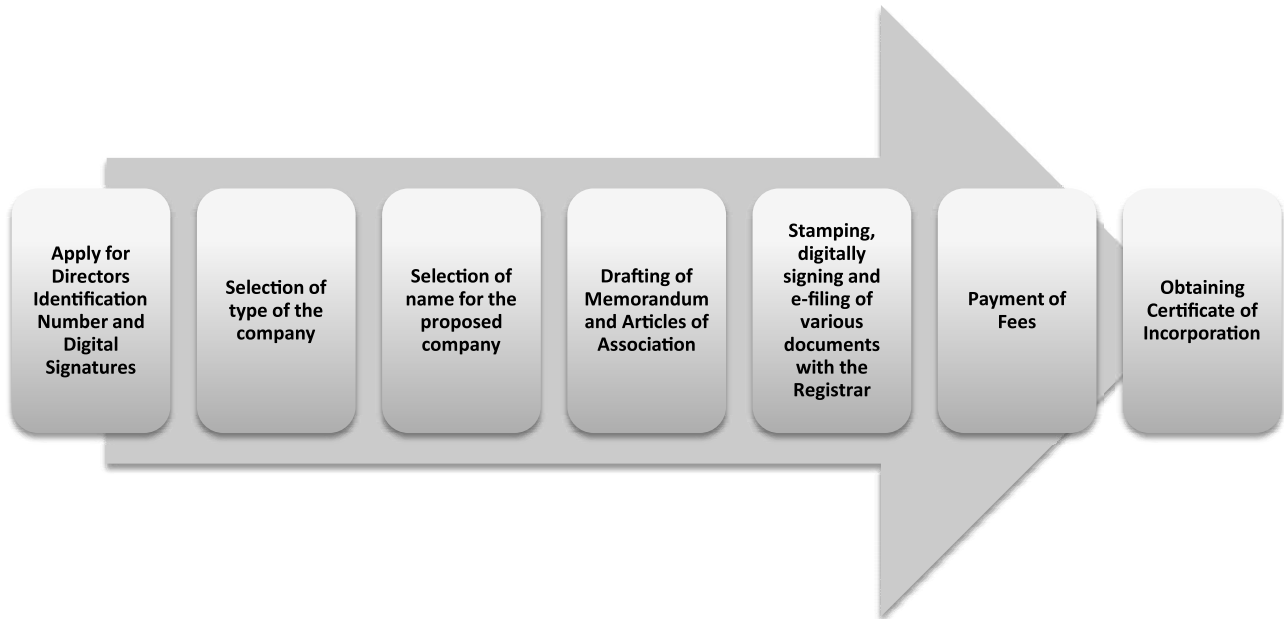 Apply for
Directors
Identification
Number and
Digital
Signatures
Selection of
type of the
company
Selection of
name for the
proposed
company
Drafting of
Memorandum
and Articles of
Association
Stamping,
digitally
signing and
e-filing of
various
documents
with the
Registrar
Payment of
Fees
Obtaining
Certificate of
Incorporation